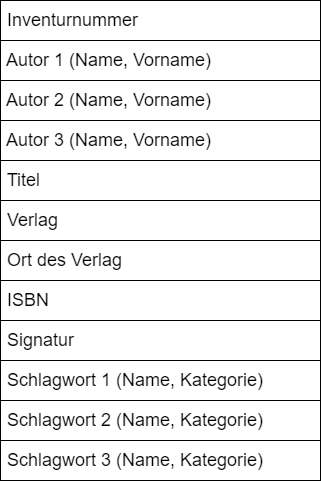 Inventurnummer
Autor 1 (Name, Vorname)
Autor 2 (Name, Vorname)
Autor 3 (Name, Vorname)
Titel
Verlag
Ort des Verlag
ISBN
Signatur
Schlagwort 1 (Name, Kategorie)
Schlagwort 2 (Name, Kategorie)
Schlagwort 3 (Name, Kategorie)